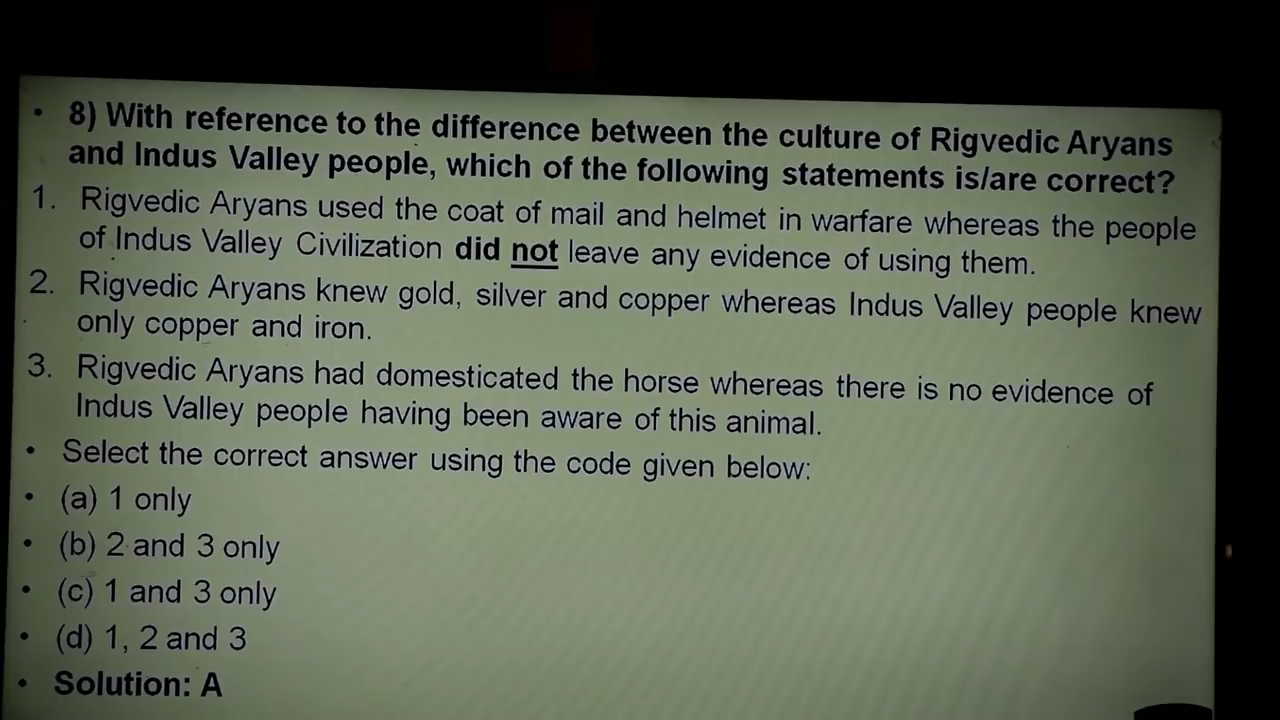 • 8) With reference to the difference between the culture of Rigvedic Aryans
and Indus Valley people, which of the following statements is/are correct?
1. Rigvedic Aryans used the coat of mail and helmet in warfare whereas the people
of Indus Valley Civilization did not leave any evidence of using them.
2. Rigvedic Aryans knew gold, silver and copper whereas Indus Valley people knew
only copper and iron.
3. Rigvedic Aryans had domesticated the horse whereas there is no evidence of
Indus Valley people having been aware of this animal.
• Select the correct answer using the code given below:
• (a) 1 only
• (b) 2 and 3 only
• (c) 1 and 3 only
• (d) 1, 2 and 3
• Solution: A